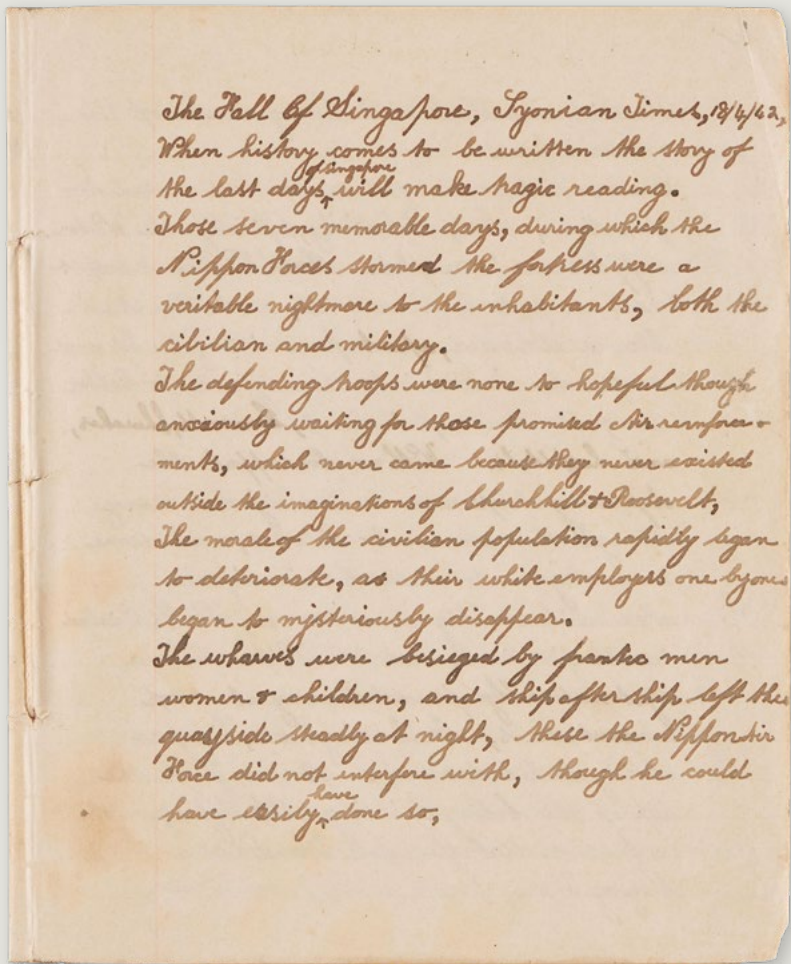 The Fall Of Singapore, Syonian Times, 18/4/42,
When history comes to be written the story of
the last days of Singapore will make tragic reading.
Those seven memorable days, during which the
Nippon Forces stormed the fortress were a
veritable nightmare to the inhabitants, both the
cibilian and military.
The defending troops were none to hopeful though
anxiously waiting for those promised Air reinforce-
ments, which never came because they never existed
outside the imaginations of Churchhill & Roosevelt,
The morale of the civilian population rapidly began
to deteriorate, as their white employers one by one
began to mysteriously disappear.
The wharves were besieged by frantic men
women & children, and ship after ship left the
quayside steadly at night, these the Nippon Air
Force did not interfere with, though he could
have easily have done so,